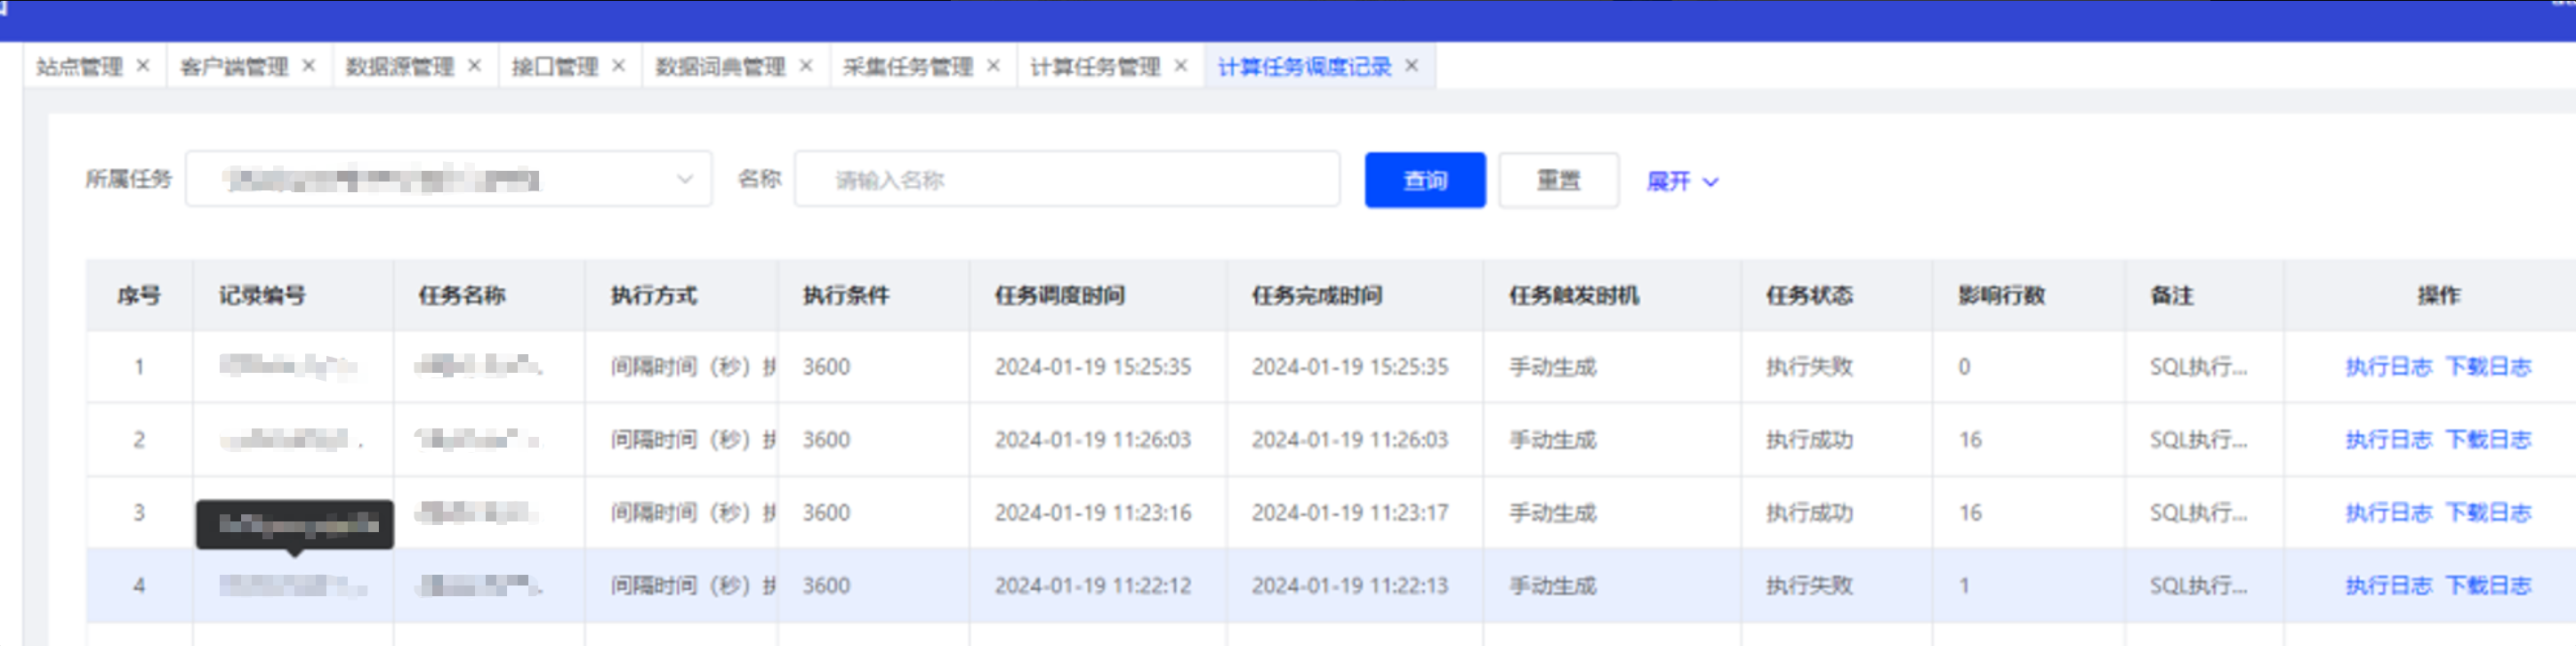 站点管理 × 客户端管理 × 数据源管理 × 接口管理 × 数据词典管理 × 采集任务管理 × 计算任务管理 × 计算任务调度记录 ×
所属任务 名称 请输入名称 查询 重置 展开
序号 记录编号 任务名称 执行方式 执行条件 任务调度时间 任务完成时间 任务触发时机 任务状态 影响行数 备注 操作
1 间隔时间（秒） 3600 2024-01-19 15:25:35 2024-01-19 15:25:35 手动生成 执行失败 0 SQL执行... 执行日志 下载日志
2 间隔时间（秒） 3600 2024-01-19 11:26:03 2024-01-19 11:26:03 手动生成 执行成功 16 SQL执行... 执行日志 下载日志
3 间隔时间（秒） 3600 2024-01-19 11:23:16 2024-01-19 11:23:17 手动生成 执行成功 16 SQL执行... 执行日志 下载日志
4 间隔时间（秒） 3600 2024-01-19 11:22:12 2024-01-19 11:22:13 手动生成 执行失败 1 SQL执行... 执行日志 下载日志